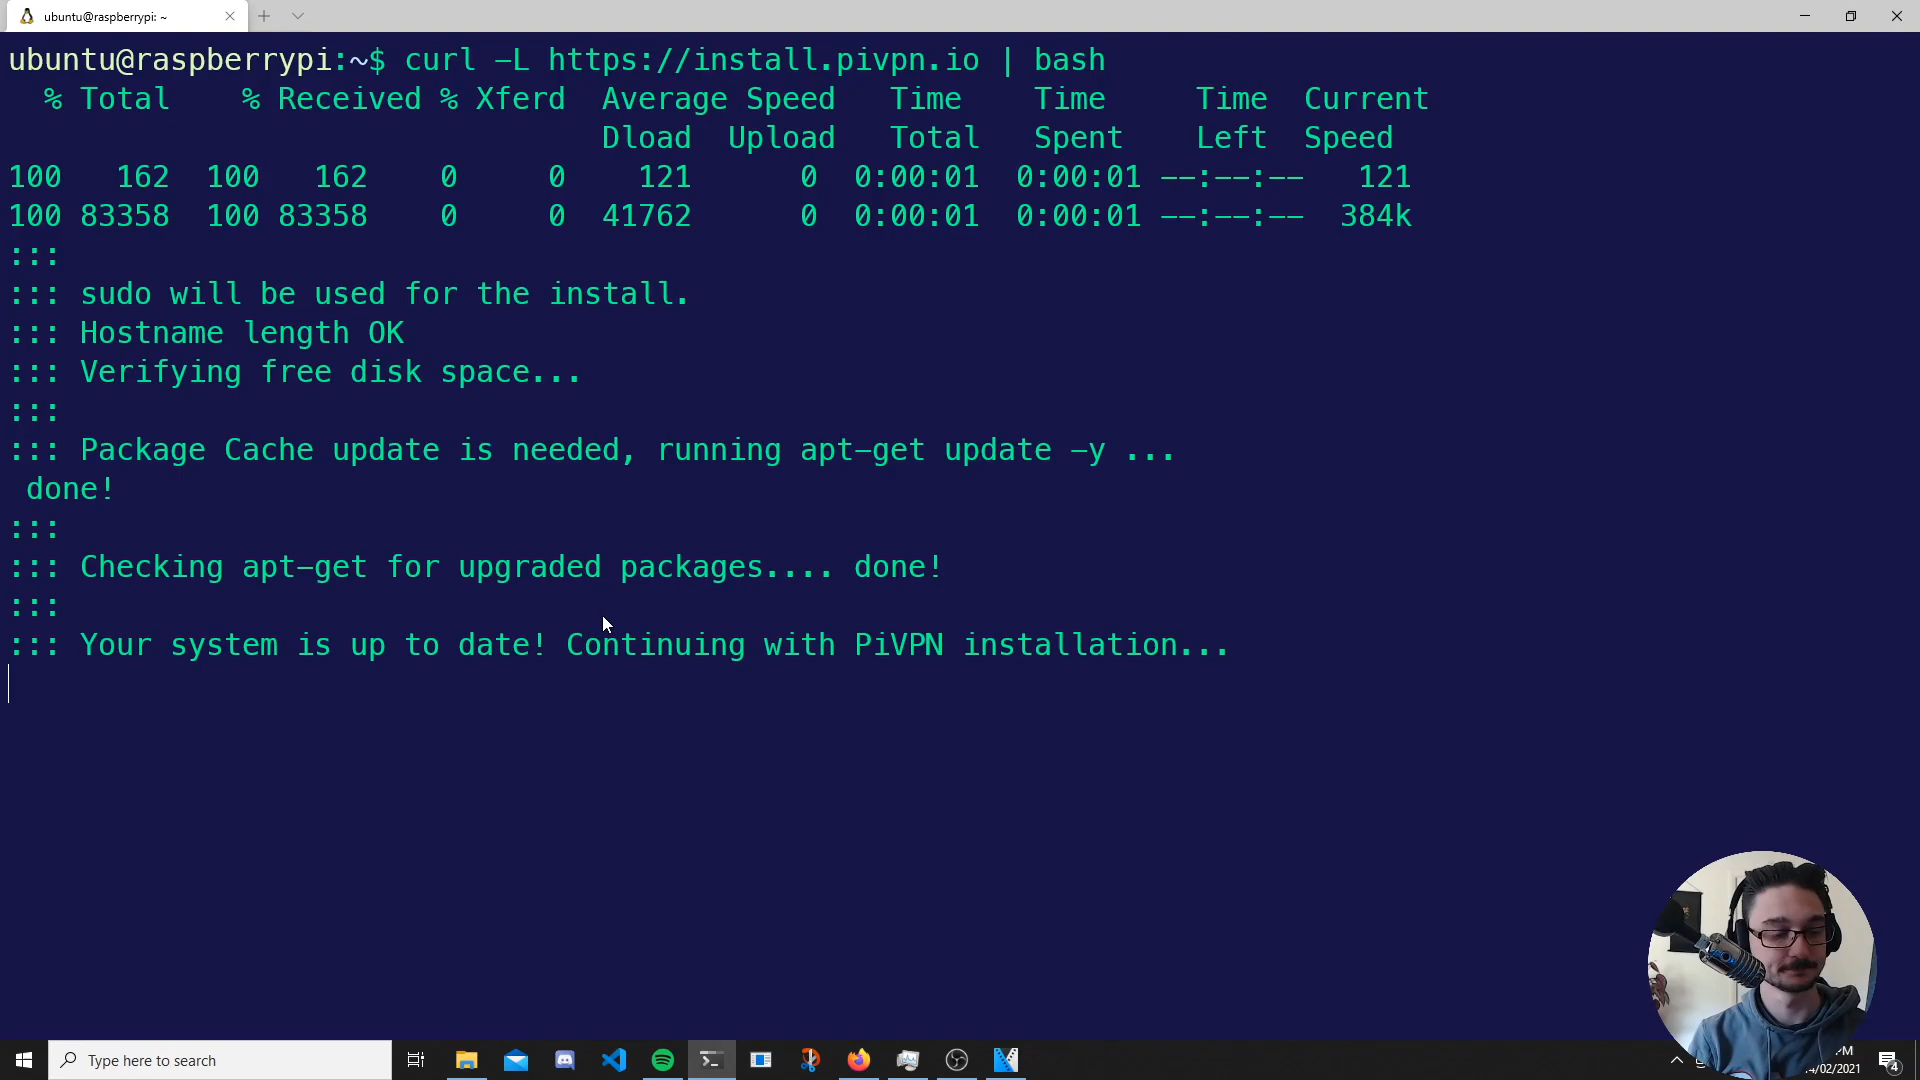 ubuntu@raspberrypi: ~
ubuntu@raspberrypi:~$ curl -L https://install.pivpn.io | bash
% Total % Received % Xferd Average Speed Time Time Time Current
Dload Upload Total Spent Left Speed
100 162 100 162 0 0 121 0 0:00:01 0:00:01 --:--:-- 121
100 83358 100 83358 0 0 41762 0 0:00:01 0:00:01 --:--:-- 384k
:::
::: sudo will be used for the install.
::: Hostname length OK
::: Verifying free disk space...
:::
::: Package Cache update is needed, running apt-get update -y ...
done!
:::
::: Checking apt-get for upgraded packages.... done!
:::
::: Your system is up to date! Continuing with PiVPN installation...
Type here to search
4